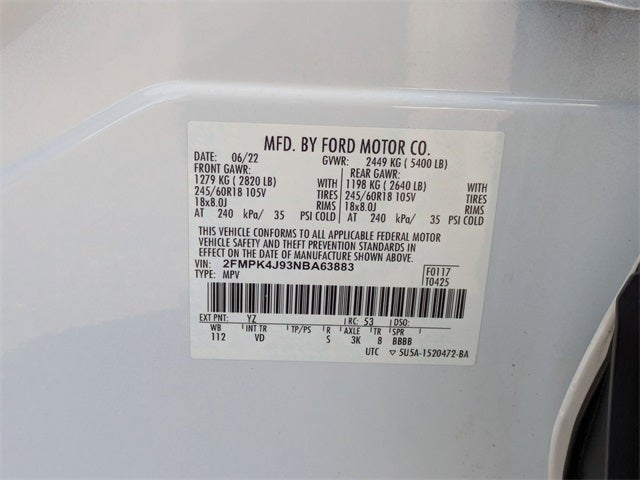 MFD. BY FORD MOTOR CO.
DATE: 06/22 GVWR: 2449 KG ( 5400 LB)
FRONT GAWR: REAR GAWR:
1279 KG ( 2820 LB) WITH 1198 KG ( 2640 LB) WITH
245/60R18 105V TIRES 245/60R18 105V TIRES
18x8.0J RIMS 18x8.0J RIMS
AT 240 kPa/ 35 PSI COLD AT 240 kPa/ 35 PSI COLD
THIS VEHICLE CONFORMS TO ALL APPLICABLE FEDERAL MOTOR
VEHICLE SAFETY AND THEFT PREVENTION STANDARDS IN
EFFECT ON THE DATE OF MANUFACTURE SHOWN ABOVE.
VIN: 2FMPK4J93NBA63883 F0117
TYPE: MPV T0425
EXT PNT: YZ RC: 53 DSO:
WB INT TR TP/PS R AXLE TR SPR
112 VD S 3K 8 BBBB
UTC ▽ 5U5A-1520472-BA